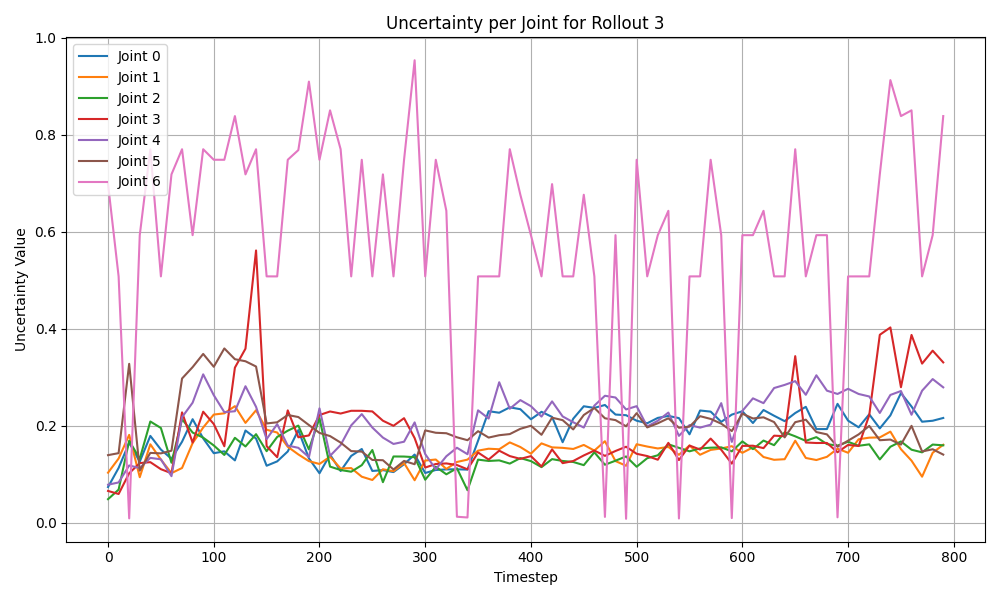 Uncertainty per Joint for Rollout 3
Uncertainty Value
1.0
0.8
0.6
0.4
0.2
0.0
Joint 0
Joint 1
Joint 2
Joint 3
Joint 4
Joint 5
Joint 6
0 100 200 300 400 500 600 700 800
Timestep